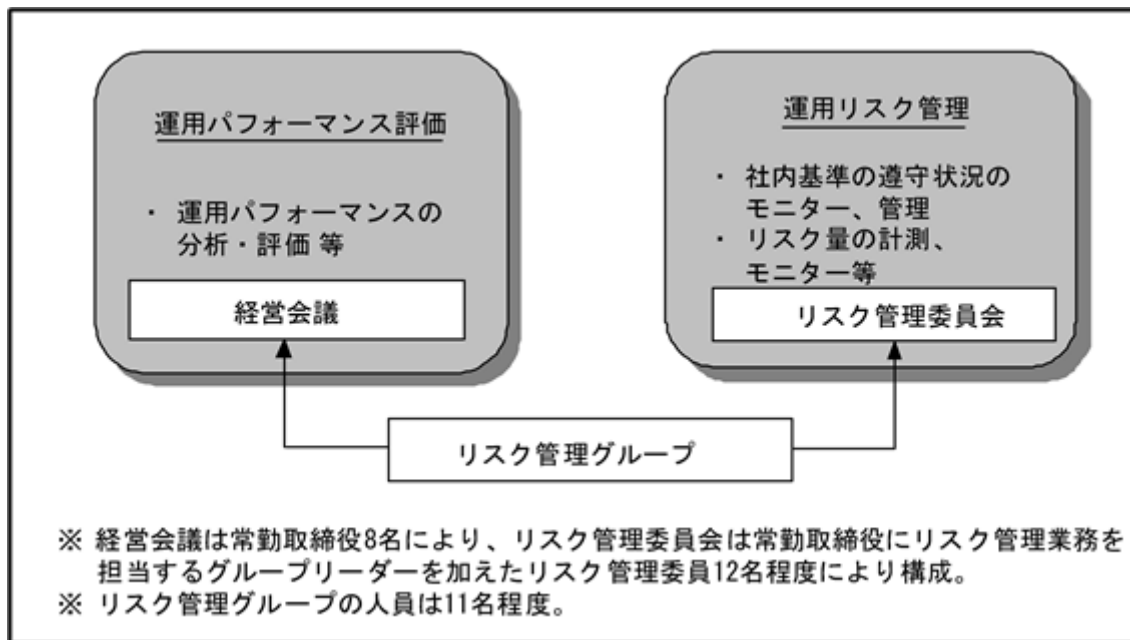 運用パフォーマンス評価
・ 運用パフォーマンスの
分析・評価 等
経営会議
運用リスク管理
・ 社内基準の遵守状況の
モニター、管理
・ リスク量の計測、
モニター等
リスク管理委員会
リスク管理グループ
※ 経営会議は常勤取締役8名により、リスク管理委員会は常勤取締役にリスク管理業務を
担当するグループリーダーを加えたリスク管理委員12名程度により構成。
※ リスク管理グループの人員は11名程度。